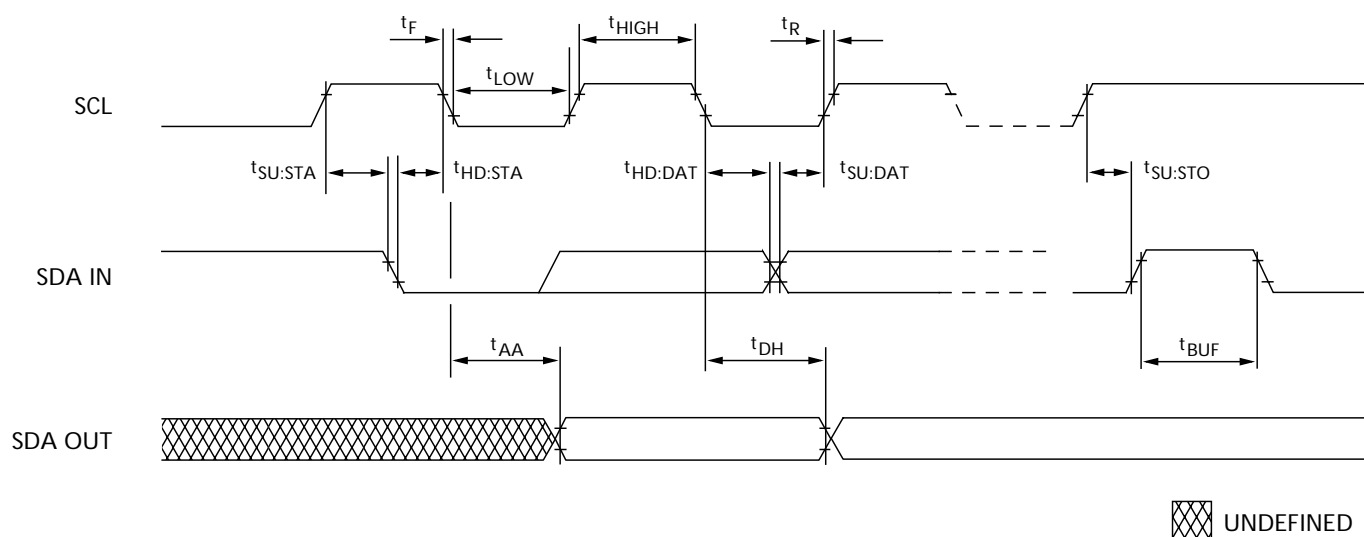 tF
tHIGH
tR
tLOW
SCL
tSU:STA
tHD:STA
tHD:DAT
tSU:DAT
tSU:STO
SDA IN
tAA
tDH
tBUF
SDA OUT
UNDEFINED